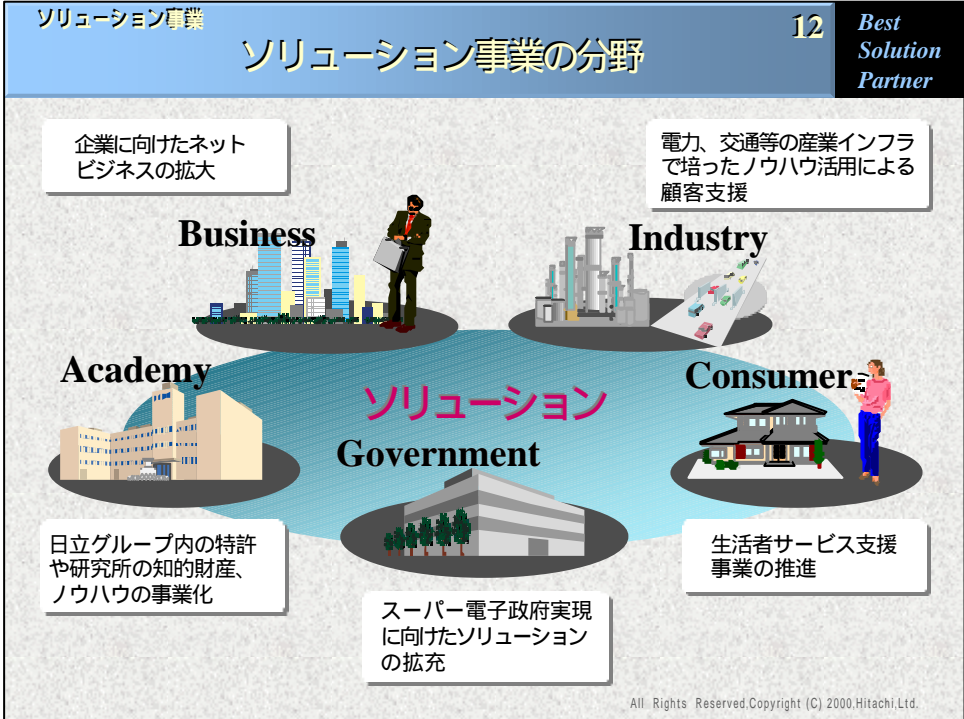 ソリューション事業
ソリューション事業の分野
12
Best
Solution
Partner
企業に向けたネット
ビジネスの拡大
電力、交通等の産業インフラ
で培ったノウハウ活用による
顧客支援
Business
Industry
Academy
Consumer
ソリューション
Government
日立グループ内の特許
や研究所の知的財産、
ノウハウの事業化
スーパー電子政府実現
に向けたソリューション
の拡充
生活者サービス支援
事業の推進
All Rights Reserved.Copyright (C) 2000,Hitachi,Ltd.